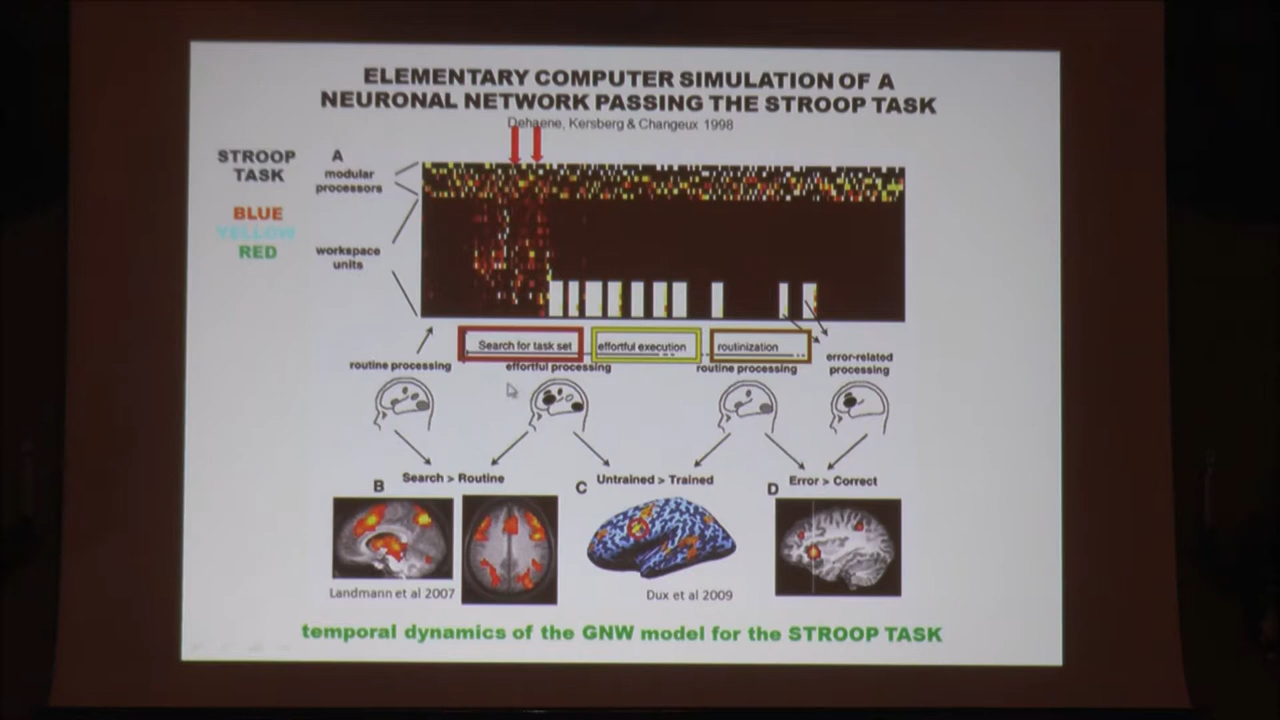 ELEMENTARY COMPUTER SIMULATION OF A
NEURONAL NETWORK PASSING THE STROOP TASK
Dehaene, Kersberg & Changeux 1998
STROOP
TASK
BLUE
YELLOW
RED
A
modular
processors
workspace
units
Search for task set
effortful execution
routinization
routine processing
effortful processing
routine processing
error-related
processing
B
Search > Routine
C
Untrained > Trained
D
Error > Correct
Landmann et al 2007
Dux et al 2009
temporal dynamics of the GNW model for the STROOP TASK